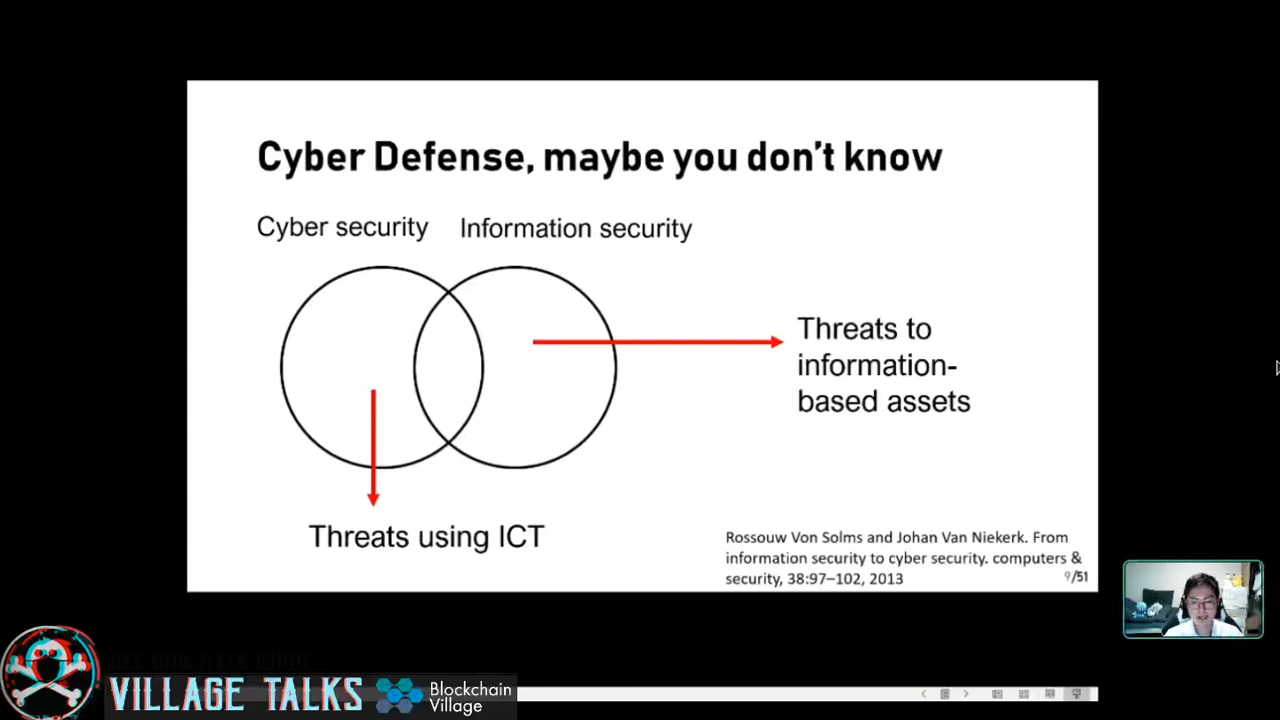 Cyber Defense, maybe you don't know
Cyber security
Information security
Threats to
information-
based assets
Threats using ICT
Rossouw Von Solms and Johan Van Niekerk. From
information security to cyber security. computers &
security, 38:97–102, 2013
9/51
VILLAGE TALKS
Blockchain
Village